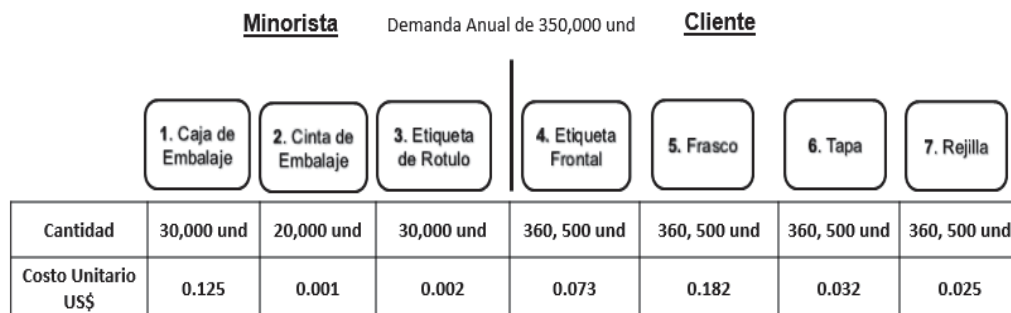 Minorista Demanda Anual de 350,000 und Cliente
1. Caja de
Embalaje
2. Cinta de
Embalaje
3. Etiqueta
de Rotulo
4. Etiqueta
Frontal
5. Frasco
6. Tapa
7. Rejilla
Cantidad 30,000 und 20,000 und 30,000 und 360, 500 und 360, 500 und 360, 500 und 360, 500 und
Costo Unitario
US$ 0.125 0.001 0.002 0.073 0.182 0.032 0.025